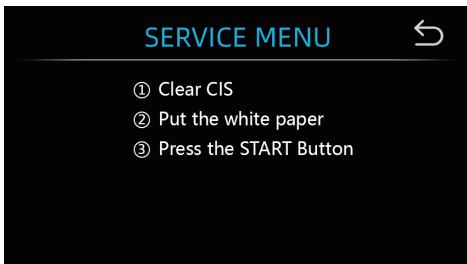 SERVICE MENU
① Clear CIS
② Put the white paper
③ Press the START Button